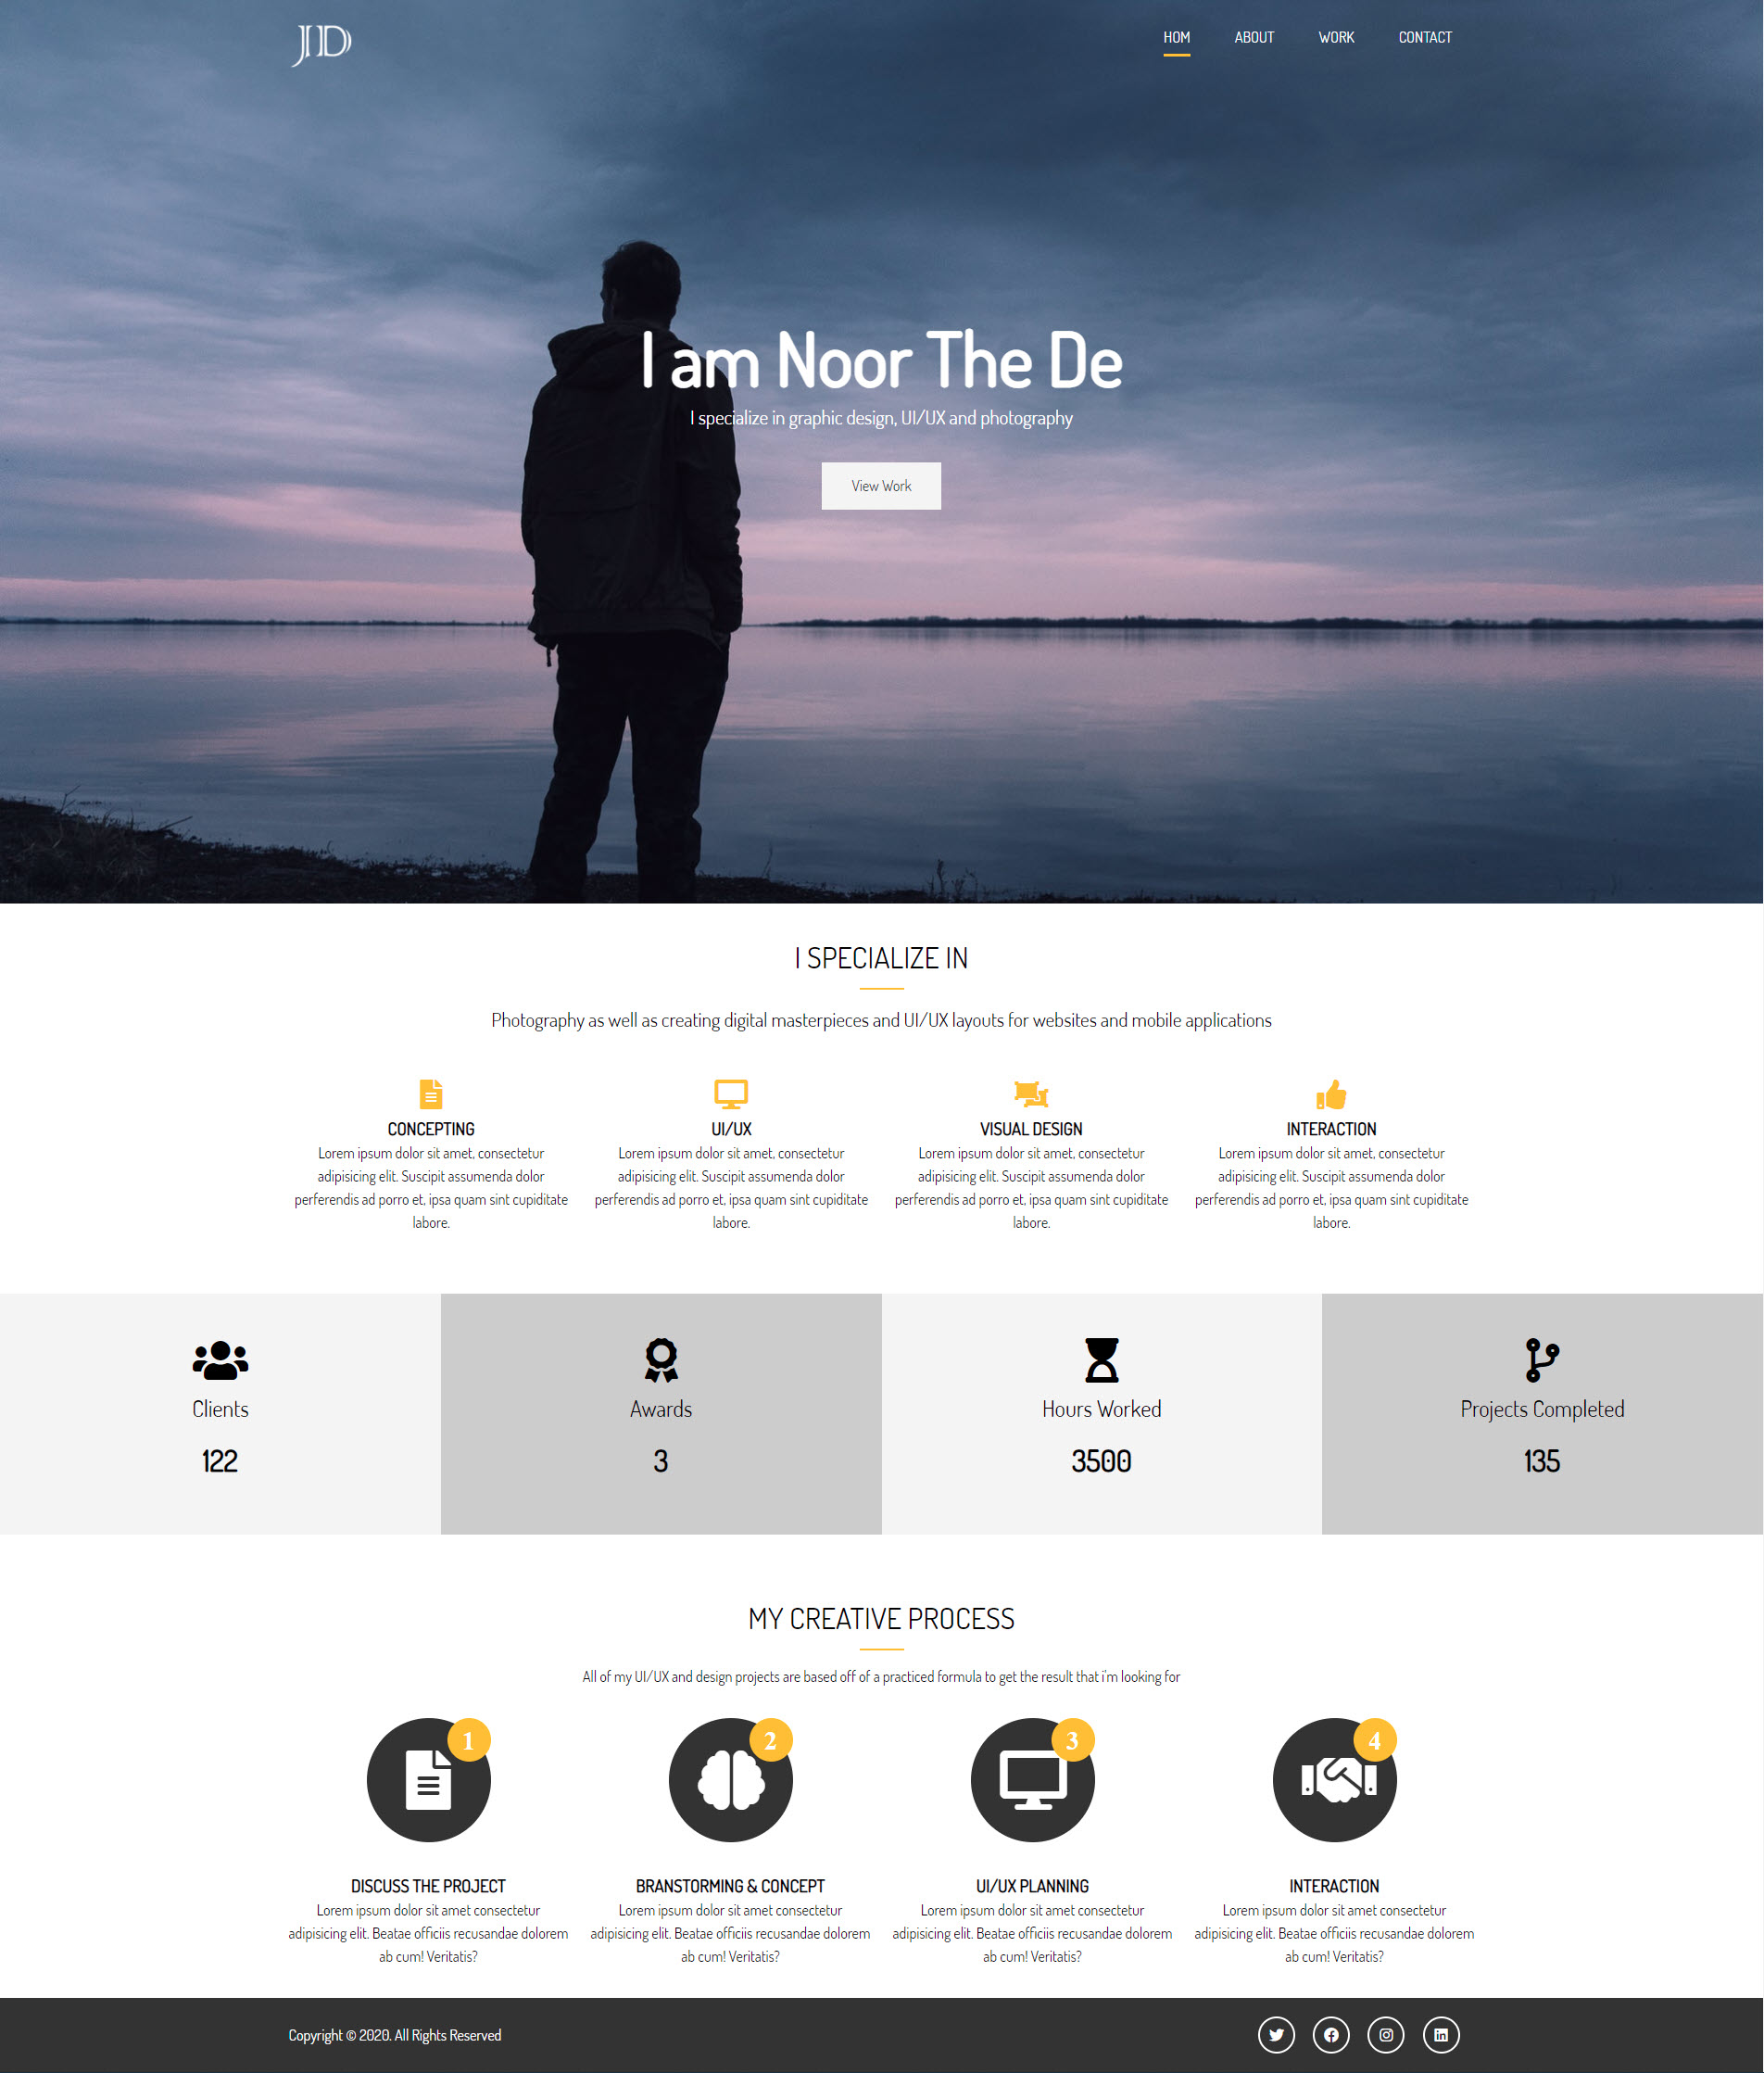 JD
HOM
ABOUT
WORK
CONTACT
I am Noor The De
I specialize in graphic design, UI/UX and photography
View Work
I SPECIALIZE IN
Photography as well as creating digital masterpieces and UI/UX layouts for websites and mobile applications
CONCEPTING
Lorem ipsum dolor sit amet, consectetur
adipisicing elit. Suscipit assumenda dolor
perferendis ad porro et, ipsa quam sint cupiditate
labore.
UI/UX
Lorem ipsum dolor sit amet, consectetur
adipisicing elit. Suscipit assumenda dolor
perferendis ad porro et, ipsa quam sint cupiditate
labore.
VISUAL DESIGN
Lorem ipsum dolor sit amet, consectetur
adipisicing elit. Suscipit assumenda dolor
perferendis ad porro et, ipsa quam sint cupiditate
labore.
INTERACTION
Lorem ipsum dolor sit amet, consectetur
adipisicing elit. Suscipit assumenda dolor
perferendis ad porro et, ipsa quam sint cupiditate
labore.
Clients
122
Awards
3
Hours Worked
3500
Projects Completed
135
MY CREATIVE PROCESS
All of my UI/UX and design projects are based off of a practiced formula to get the result that i'm looking for
1
DISCUSS THE PROJECT
Lorem ipsum dolor sit amet consectetur
adipisicing elit. Beatae officiis recusandae dolorem
ab cum! Veritatis?
2
BRANSTORMING & CONCEPT
Lorem ipsum dolor sit amet consectetur
adipisicing elit. Beatae officiis recusandae dolorem
ab cum! Veritatis?
3
UI/UX PLANNING
Lorem ipsum dolor sit amet consectetur
adipisicing elit. Beatae officiis recusandae dolorem
ab cum! Veritatis?
4
INTERACTION
Lorem ipsum dolor sit amet consectetur
adipisicing elit. Beatae officiis recusandae dolorem
ab cum! Veritatis?
Copyright © 2020. All Rights Reserved